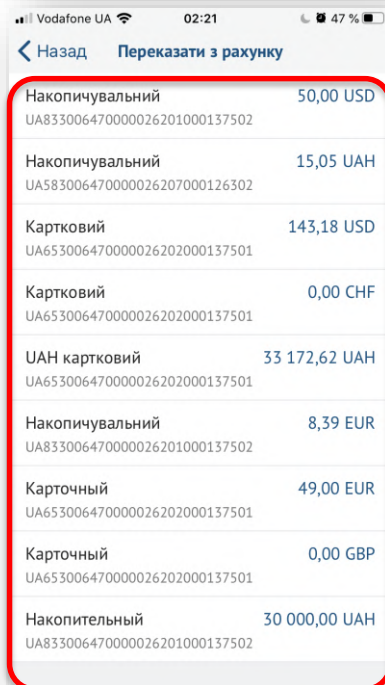 Vodafone UA 02:21 47 %
Назад Переказати з рахунку
Накопичувальний 50,00 USD
UA833006470000026201000137502
Накопичувальний 15,05 UAH
UA583006470000026207000126302
Картковий 143,18 USD
UA653006470000026202000137501
Картковий 0,00 CHF
UA653006470000026202000137501
UAH картковий 33 172,62 UAH
UA653006470000026202000137501
Накопичувальний 8,39 EUR
UA833006470000026201000137502
Карточный 49,00 EUR
UA653006470000026202000137501
Карточный 0,00 GBP
UA653006470000026202000137501
Накопительный 30 000,00 UAH
UA833006470000026201000137502